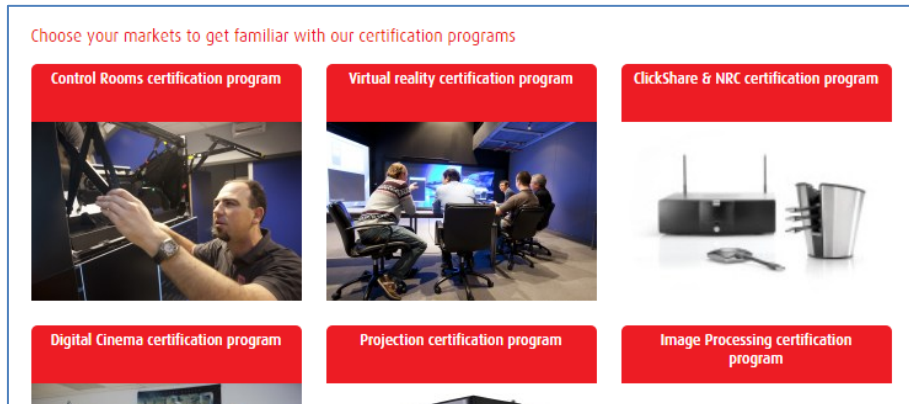 Choose your markets to get familiar with our certification programs
Control Rooms certification program
Virtual reality certification program
ClickShare & NRC certification program
Digital Cinema certification program
Projection certification program
Image Processing certification
program